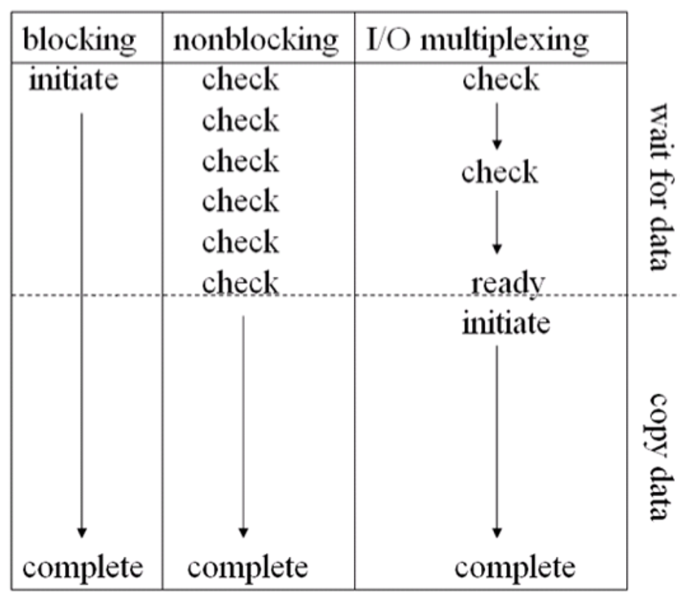 blocking nonblocking I/O multiplexing
initiate check check
check
check check
check
check
check ready
initiate
complete complete complete
wait for data
copy data